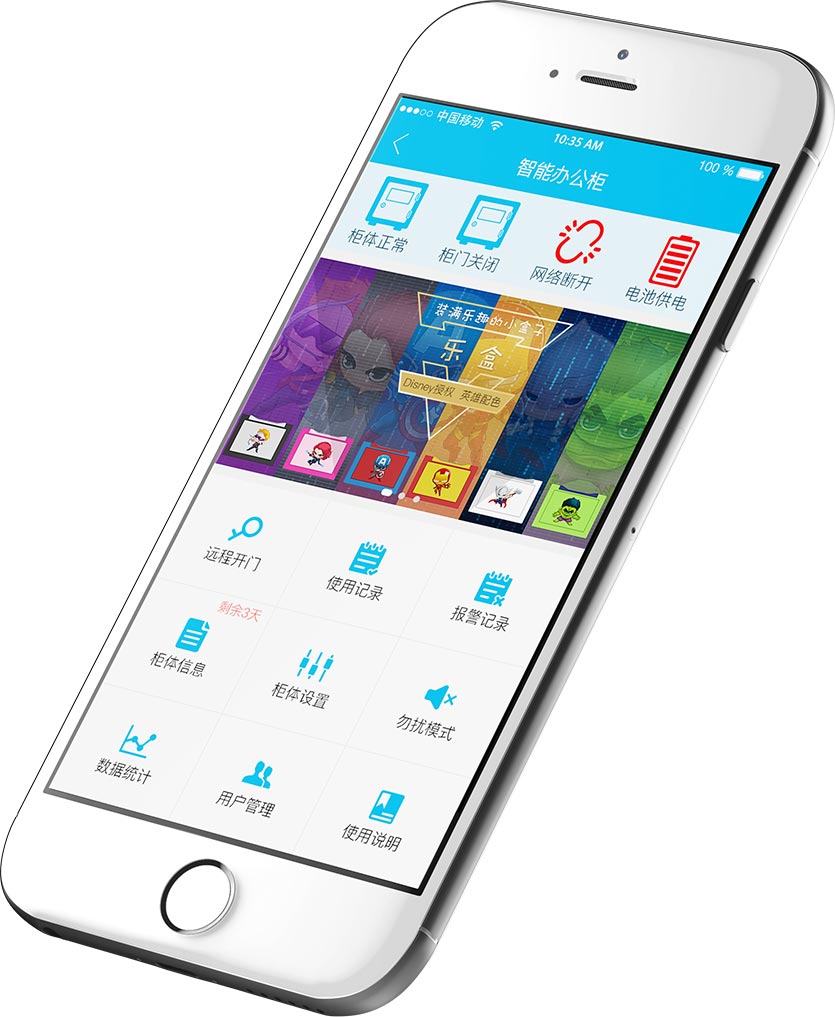 中国移动
10:35 AM
100 %
智能办公柜
柜体正常
柜门关闭
网络断开
电池供电
装满乐趣的小盒子
乐盒
Disney授权 英雄配色
远程开门
使用记录
报警记录
剩余3天
柜体信息
柜体设置
勿扰模式
数据统计
用户管理
使用说明